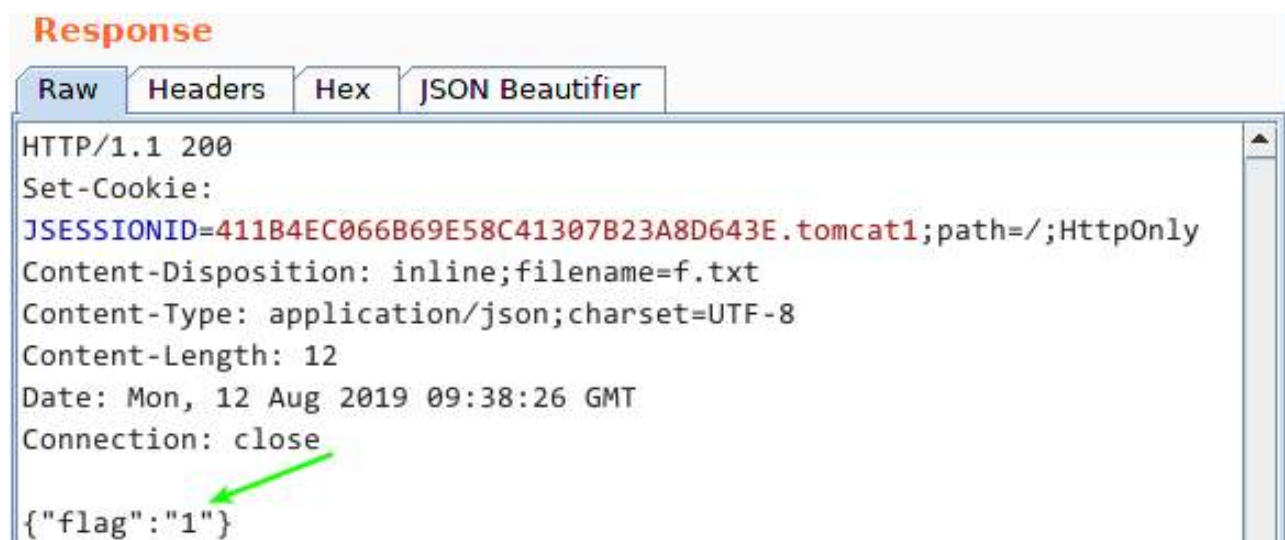 Response
Raw Headers Hex JSON Beautifier
HTTP/1.1 200
Set-Cookie:
JSESSIONID=411B4EC066B69E58C41307B23A8D643E.tomcat1;path=/;HttpOnly
Content-Disposition: inline;filename=f.txt
Content-Type: application/json;charset=UTF-8
Content-Length: 12
Date: Mon, 12 Aug 2019 09:38:26 GMT
Connection: close
{"flag":"1"}